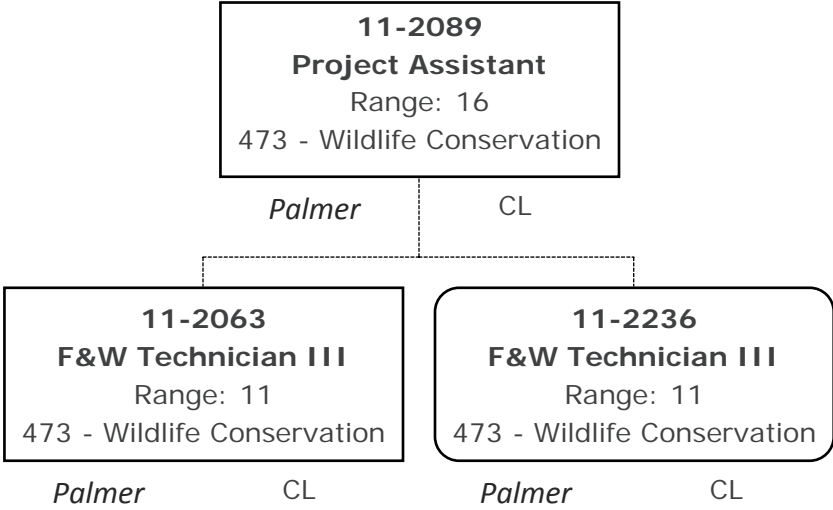 11-2089
Project Assistant
Range: 16
473 - Wildlife Conservation
Palmer CL
11-2063
F&W Technician III
Range: 11
473 - Wildlife Conservation
Palmer CL
11-2236
F&W Technician III
Range: 11
473 - Wildlife Conservation
Palmer CL